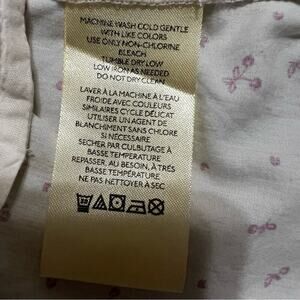 MACHINE WASH COLD GENTLE
WITH LIKE COLORS
USE ONLY NON-CHLORINE
BLEACH
TUMBLE DRY LOW
LOW IRON AS NEEDED
DO NOT DRY CLEAN
LAVER À LA MACHINE À L'EAU
FROIDE AVEC COULEURS
SIMILAIRES CYCLE DÉLICAT
UTILISER UN AGENT DE
BLANCHIMENT SANS CHLORE
SI NÉCESSAIRE
SECHER PAR CULBUTAGE À
BASSE TEMPÉRATURE
REPASSER, AU BESOIN, À TRÈS
BASSE TEMPÉRATURE
NE PAS NETTOYER À SEC